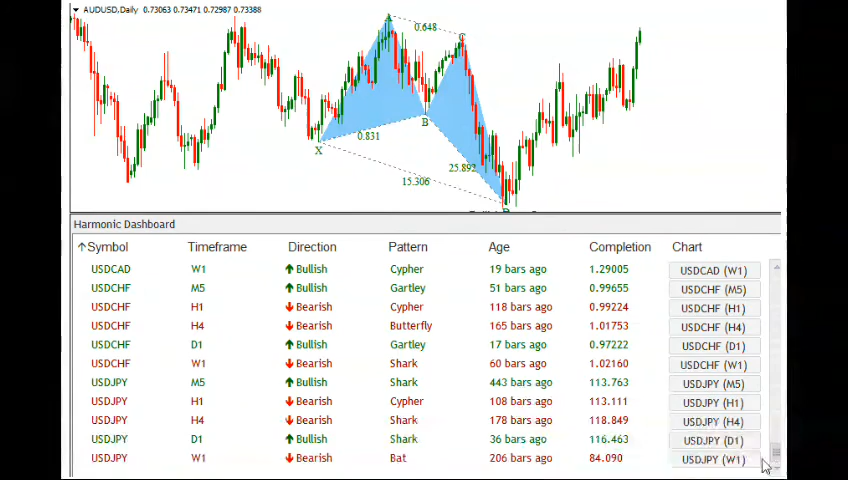 AUDUSD,Daily 0.73063 0.73471 0.72987 0.73388
A
0.648
C
B
0.831
X
25.892
15.306
D
Harmonic Dashboard
Symbol Timeframe Direction Pattern Age Completion Chart
USDCAD W1 Bullish Cypher 19 bars ago 1.29005 USDCAD (W1)
USDCHF M5 Bullish Gartley 51 bars ago 0.99655 USDCHF (M5)
USDCHF H1 Bearish Cypher 118 bars ago 0.99224 USDCHF (H1)
USDCHF H4 Bearish Butterfly 165 bars ago 1.01753 USDCHF (H4)
USDCHF D1 Bullish Gartley 17 bars ago 0.97222 USDCHF (D1)
USDCHF W1 Bearish Shark 60 bars ago 1.02160 USDCHF (W1)
USDJPY M5 Bullish Shark 443 bars ago 113.763 USDJPY (M5)
USDJPY H1 Bearish Cypher 108 bars ago 113.111 USDJPY (H1)
USDJPY H4 Bearish Shark 178 bars ago 118.849 USDJPY (H4)
USDJPY D1 Bullish Shark 36 bars ago 116.463 USDJPY (D1)
USDJPY W1 Bearish Bat 206 bars ago 84.090 USDJPY (W1)